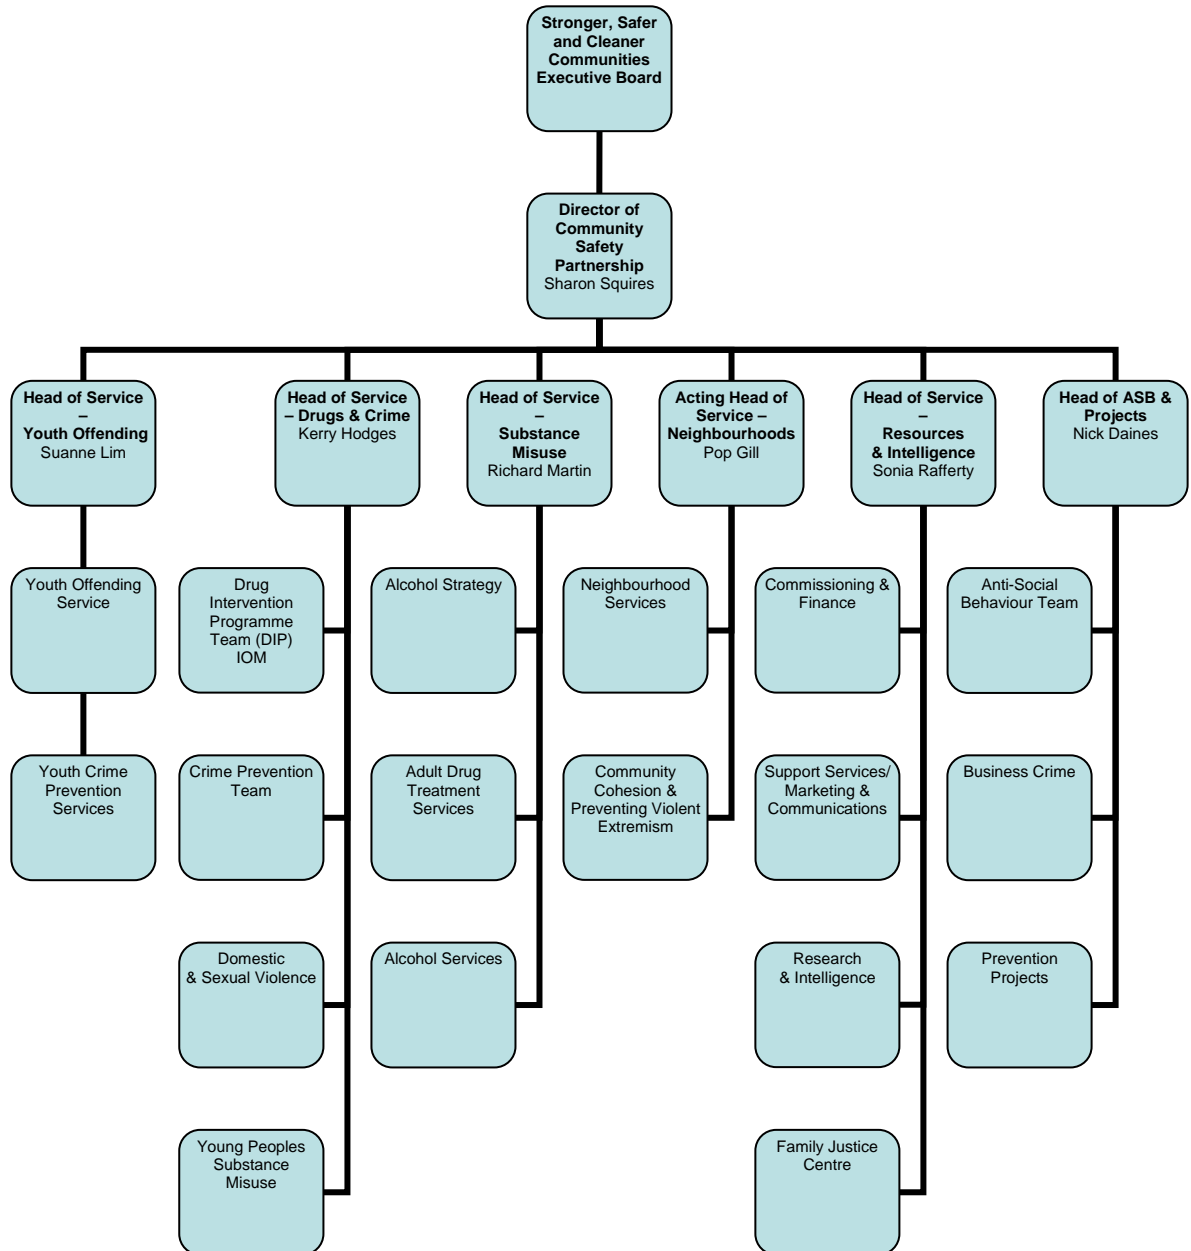 Stronger, Safer
and Cleaner
Communities
Executive Board
Director of
Community
Safety
Partnership
Sharon Squires
Head of Service
–
Youth Offending
Suanne Lim
Head of Service
– Drugs & Crime
Kerry Hodges
Head of Service
–
Substance
Misuse
Richard Martin
Acting Head of
Service –
Neighbourhoods
Pop Gill
Head of Service
–
Resources
& Intelligence
Sonia Rafferty
Head of ASB &
Projects
Nick Daines
Youth Offending
Service
Drug
Intervention
Programme
Team (DIP)
IOM
Alcohol Strategy
Neighbourhood
Services
Commissioning &
Finance
Anti-Social
Behaviour Team
Youth Crime
Prevention
Services
Crime Prevention
Team
Adult Drug
Treatment
Services
Community
Cohesion &
Preventing Violent
Extremism
Support Services/
Marketing &
Communications
Business Crime
Domestic
& Sexual Violence
Alcohol Services
Research
& Intelligence
Prevention
Projects
Young Peoples
Substance
Misuse
Family Justice
Centre